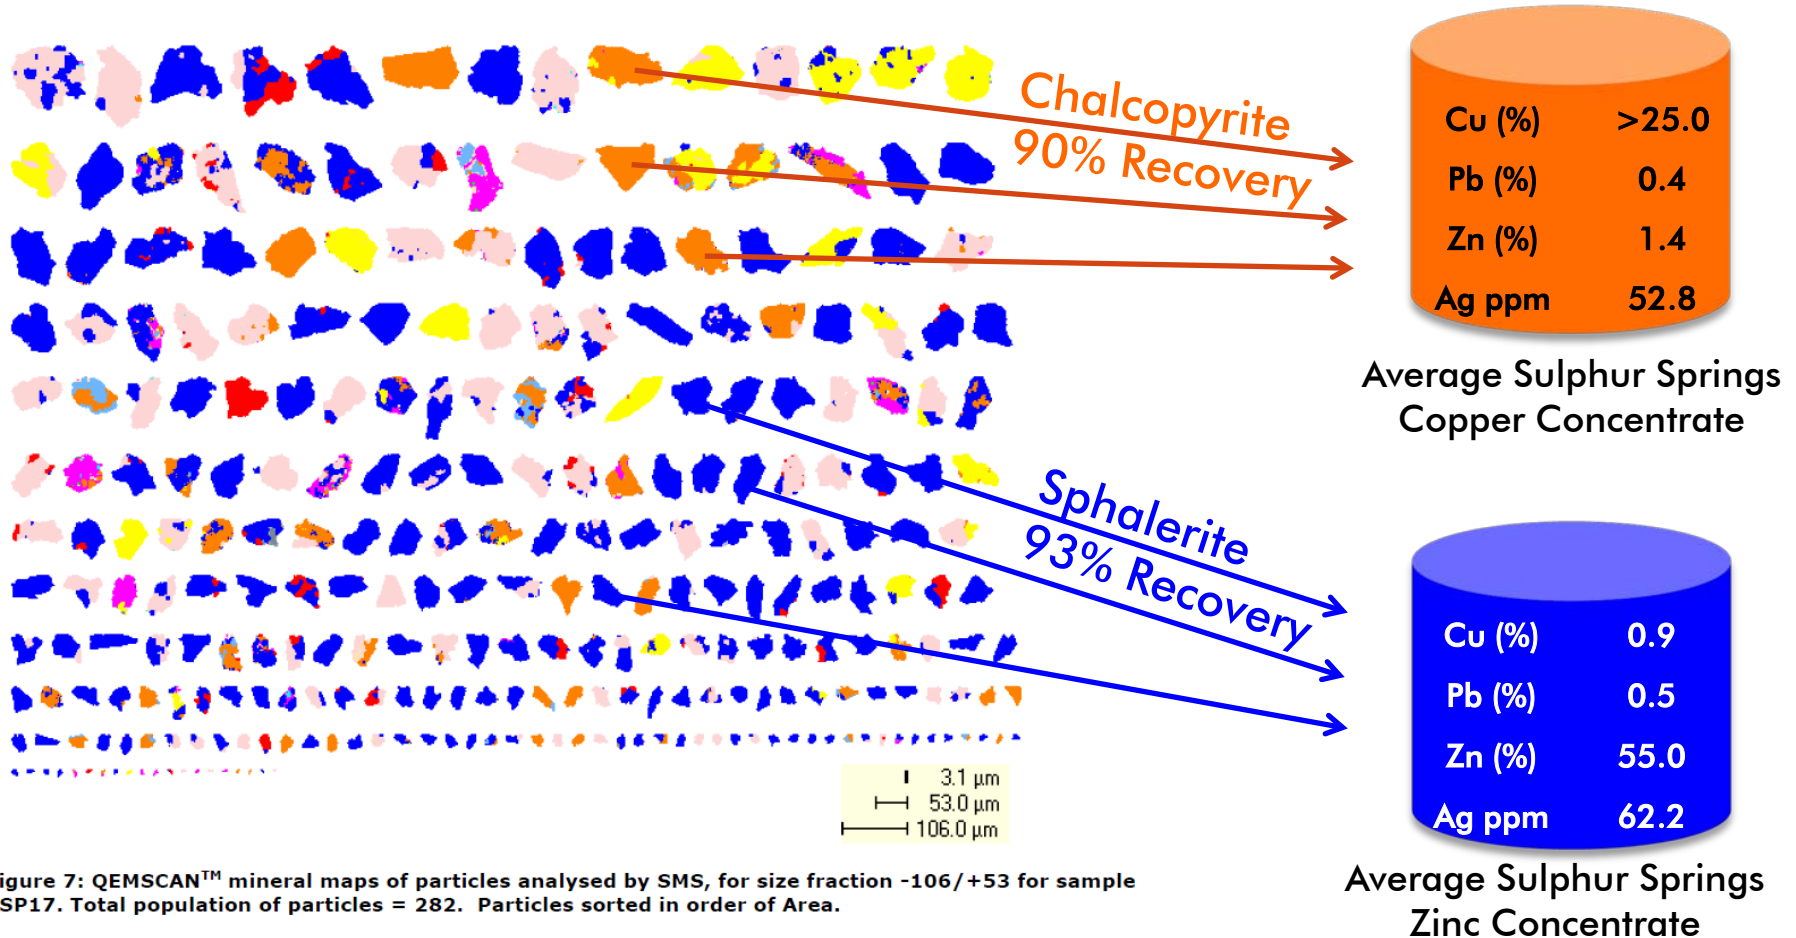 Chalcopyrite
90% Recovery
Cu (%) >25.0
Pb (%) 0.4
Zn (%) 1.4
Ag ppm 52.8
Average Sulphur Springs
Copper Concentrate
Sphalerite
93% Recovery
Cu (%) 0.9
Pb (%) 0.5
Zn (%) 55.0
Ag ppm 62.2
Average Sulphur Springs
Zinc Concentrate
3.1 µm
53.0 µm
106.0 µm
igure 7: QEMSCAN™ mineral maps of particles analysed by SMS, for size fraction -106/+53 for sample
SP17. Total population of particles = 282. Particles sorted in order of Area.